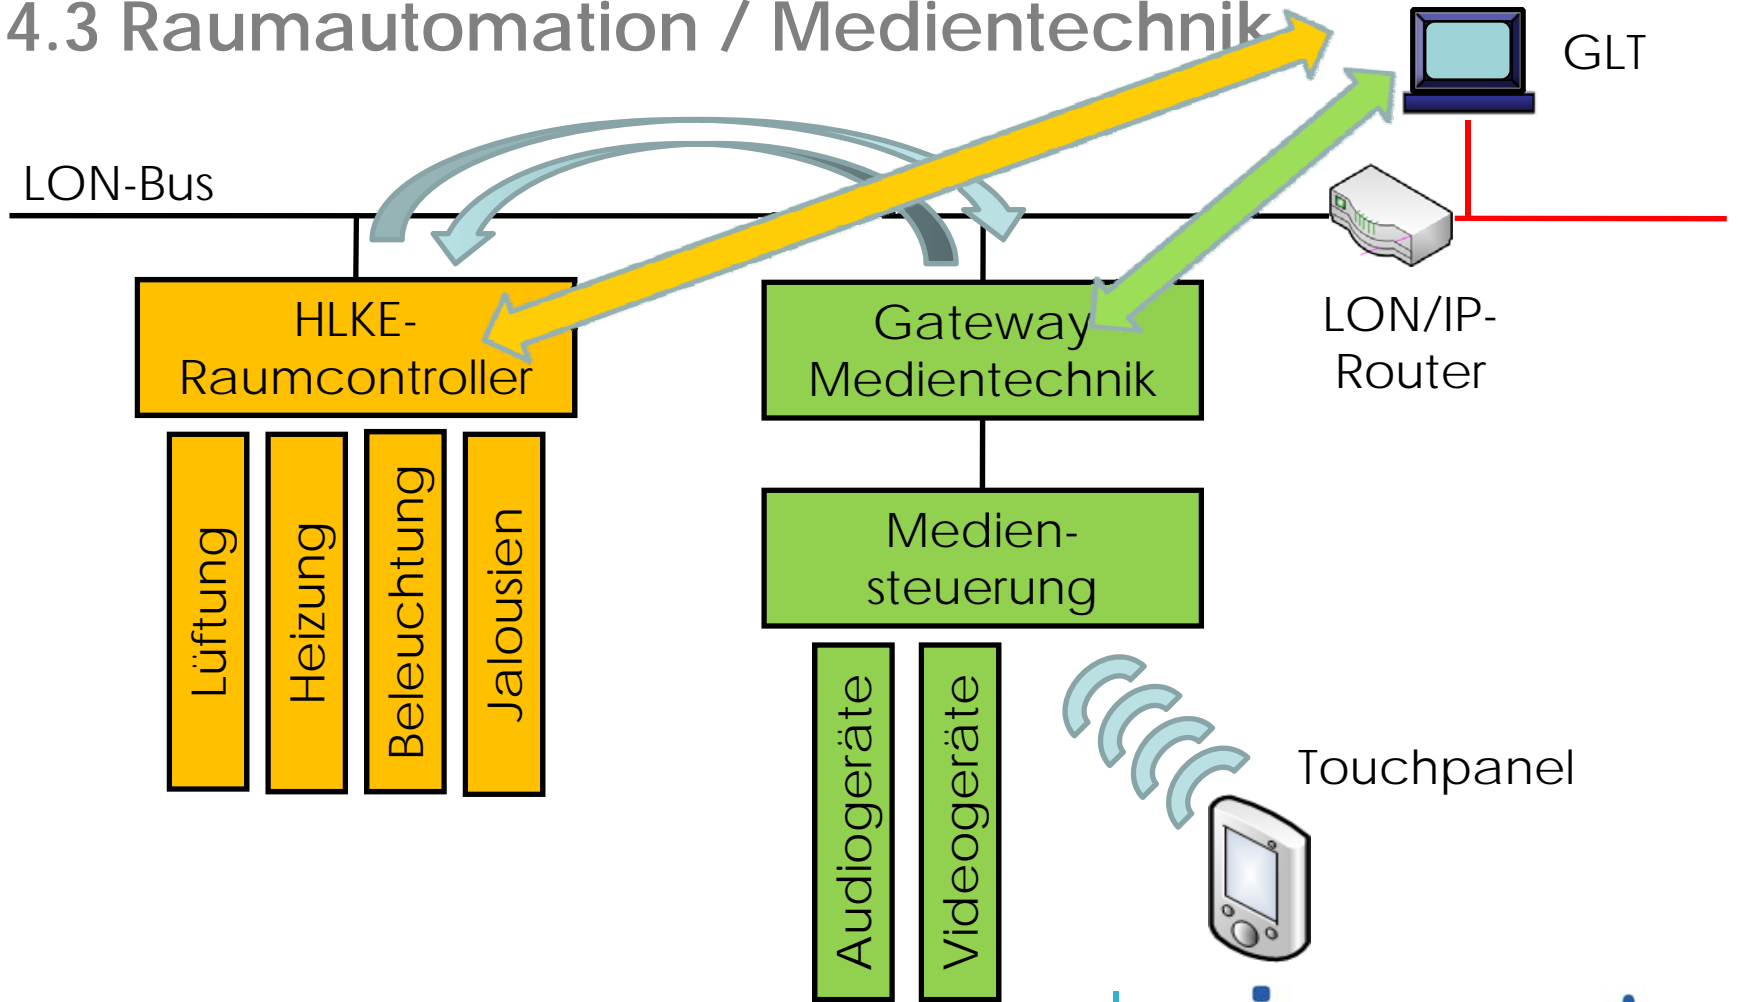 4.3 Raumautomation / Medientechnik
GLT
LON-Bus
HLKE-
Raumcontroller
Gateway
Medientechnik
LON/IP-
Router
Lüftung
Heizung
Beleuchtung
Jalousien
Medien-
steuerung
Audiogeräte
Videogeräte
Touchpanel